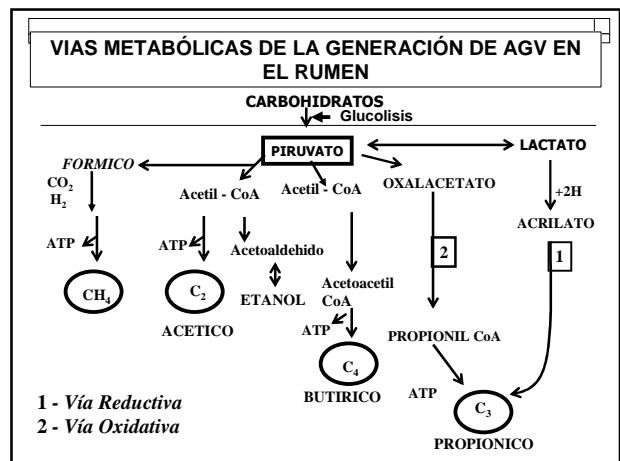 VIAS METABÓLICAS DE LA GENERACIÓN DE AGV EN
EL RUMEN
CARBOHIDRATOS
Glucolisis
PIRUVATO
LACTATO
FORMICO
CO₂
H₂
Acetil - CoA
Acetil - CoA
OXALACETATO
+2H
ACRILATO
ATP
ATP
Acetoaldehido
2
1
CH₄
C₂
ETANOL
Acetoacetil
CoA
ACETICO
ATP
PROPIONIL CoA
C₄
BUTIRICO
ATP
C₃
PROPIONICO
1 - Vía Reductiva
2 - Vía Oxidativa